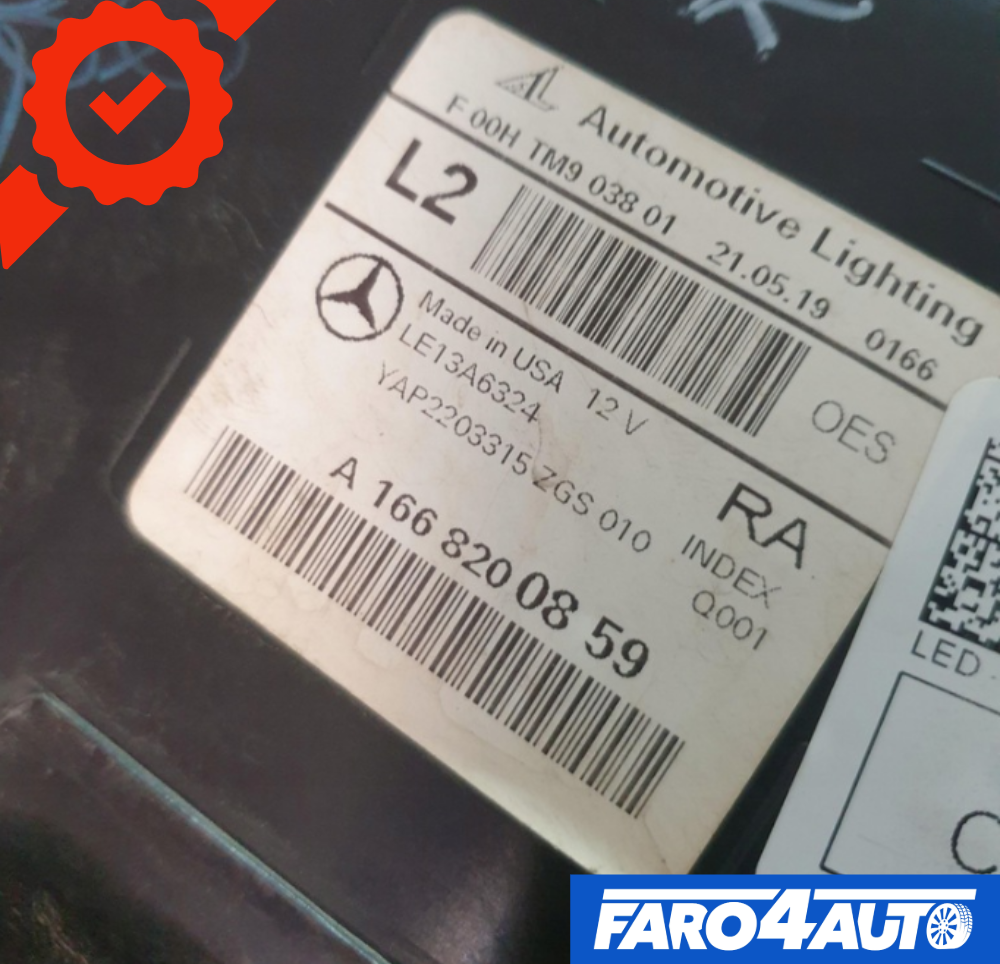 AL Automotive Lighting
F 00H TM9 038 01 21.05.19 0166
L2
OES
Made in USA 12 V
LE13A6324
YAP2203315 ZGS 010
RA
INDEX
Q001
A 166 820 08 59
LED
C
FARO4AUTO